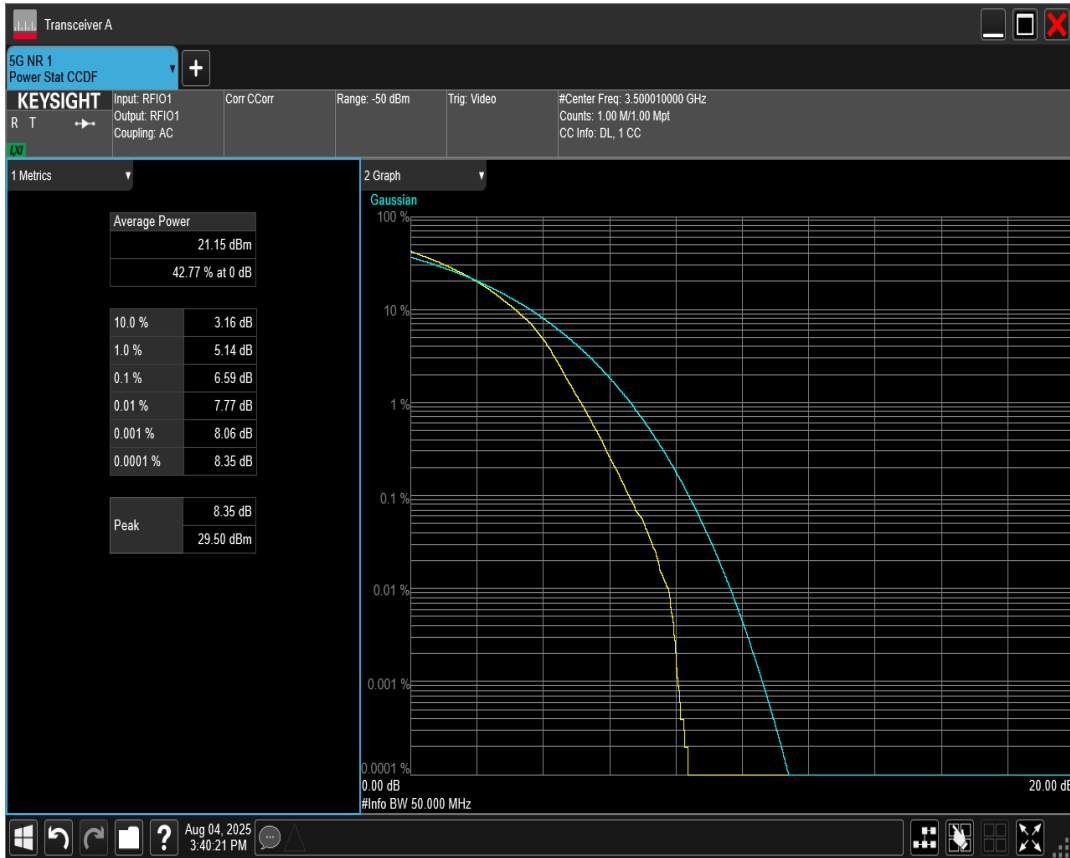 Transceiver A
5G NR 1
Power Stat CCDF
KEYSIGHT
R T
LXI
Input: RFIO1
Output: RFIO1
Coupling: AC
Corr CCorr
Range: -50 dBm
Trig: Video
#Center Freq: 3.500010000 GHz
Counts: 1.00 M/1.00 Mpt
CC Info: DL, 1 CC
1 Metrics
Average Power
21.15 dBm
42.77 % at 0 dB
10.0 % 3.16 dB
1.0 % 5.14 dB
0.1 % 6.59 dB
0.01 % 7.77 dB
0.001 % 8.06 dB
0.0001 % 8.35 dB
Peak
8.35 dB
29.50 dBm
2 Graph
Gaussian
100 %
10 %
1 %
0.1 %
0.01 %
0.001 %
0.0001 %
0.00 dB 20.00 dB
#Info BW 50.000 MHz
?
Aug 04, 2025
3:40:21 PM